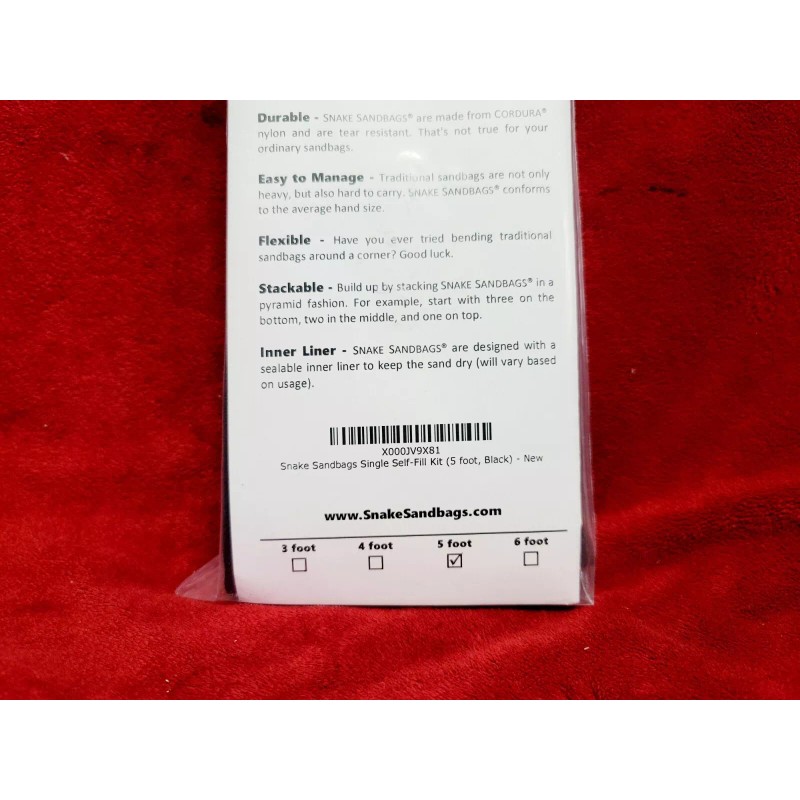 Durable - SNAKE SANDBAGS® are made from CORDURA®
nylon and are tear resistant. That's not true for your
ordinary sandbags.
Easy to Manage - Traditional sandbags are not only
heavy, but also hard to carry. SNAKE SANDBAGS® conforms
to the average hand size.
Flexible - Have you ever tried bending traditional
sandbags around a corner? Good luck.
Stackable - Build up by stacking SNAKE SANDBAGS® in a
pyramid fashion. For example, start with three on the
bottom, two in the middle, and one on top.
Inner Liner - SNAKE SANDBAGS® are designed with a
sealable inner liner to keep the sand dry (will vary based
on usage).
X000JV9X81
Snake Sandbags Single Self-Fill Kit (5 foot, Black) - New
www.SnakeSandbags.com
3 foot 4 foot 5 foot 6 foot